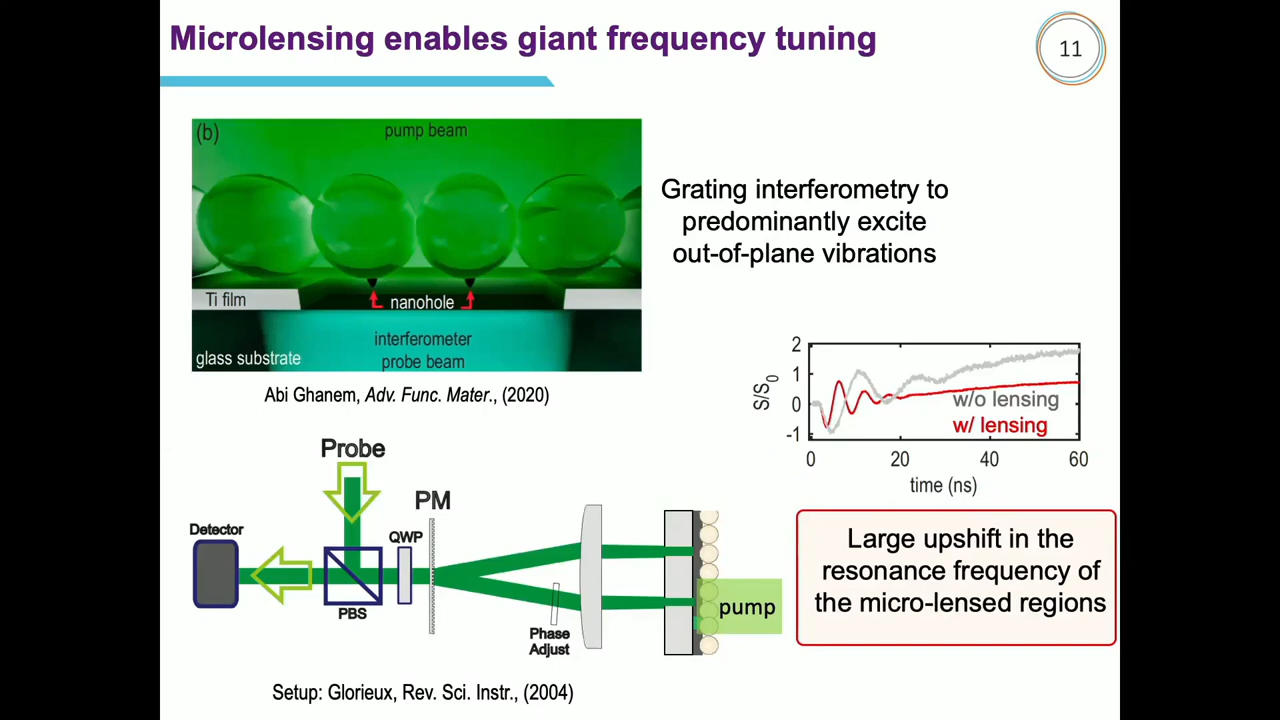 Microlensing enables giant frequency tuning
11
(b)
pump beam
Ti film
nanohole
interferometer
probe beam
glass substrate
Abi Ghanem, Adv. Func. Mater., (2020)
Grating interferometry to
predominantly excite
out-of-plane vibrations
S/S0
2
1
0
-1
w/o lensing
w/ lensing
0
20
40
60
time (ns)
Probe
PM
Detector
QWP
PBS
Phase
Adjust
pump
Large upshift in the
resonance frequency of
the micro-lensed regions
Setup: Glorieux, Rev. Sci. Instr., (2004)